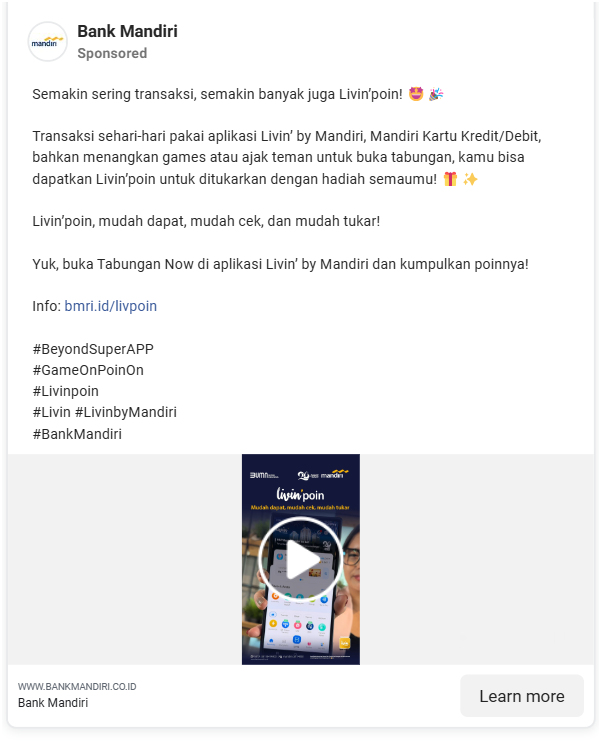 Bank Mandiri
Sponsored
mandiri
Semakin sering transaksi, semakin banyak juga Livin’poin! 🤩 🎉
Transaksi sehari-hari pakai aplikasi Livin’ by Mandiri, Mandiri Kartu Kredit/Debit,
bahkan menangkan games atau ajak teman untuk buka tabungan, kamu bisa
dapatkan Livin’poin untuk ditukarkan dengan hadiah semaumu! 🎁 ✨
Livin’poin, mudah dapat, mudah cek, dan mudah tukar!
Yuk, buka Tabungan Now di aplikasi Livin’ by Mandiri dan kumpulkan poinnya!
Info: bmri.id/livpoin
#BeyondSuperAPP
#GameOnPoinOn
#Livinpoin
#Livin #LivinbyMandiri
#BankMandiri
BUMN mandiri
livin’poin
Mudah dapat, mudah cek, mudah tukar
WWW.BANKMANDIRI.CO.ID
Bank Mandiri
Learn more